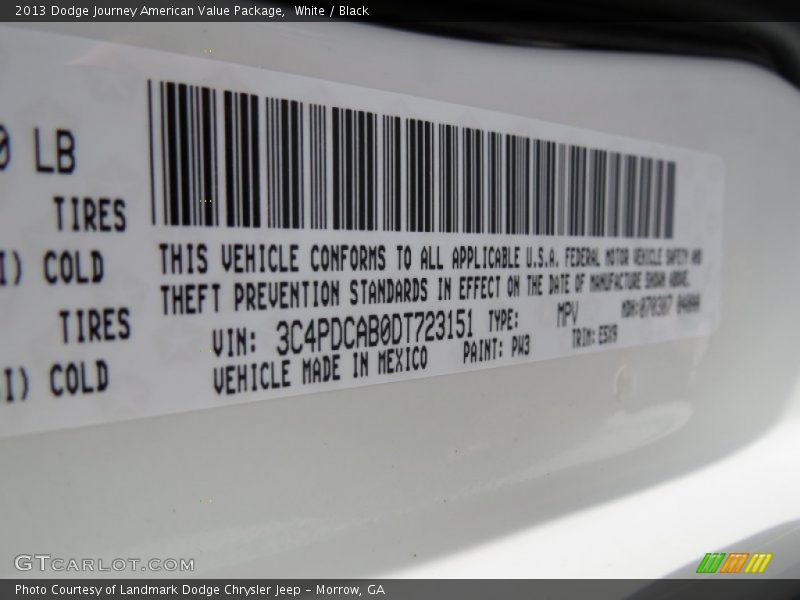 2013 Dodge Journey American Value Package, White / Black
0 LB
TIRES
I) COLD
TIRES
I) COLD
THIS VEHICLE CONFORMS TO ALL APPLICABLE U.S.A. FEDERAL MOTOR VEHICLE SAFETY AND
THEFT PREVENTION STANDARDS IN EFFECT ON THE DATE OF MANUFACTURE SHOWN ABOVE.
VIN: 3C4PDCAB0DT723151 TYPE: MPV
VEHICLE MADE IN MEXICO PAINT: PW3 TRIM:
GTCARLOT.COM
Photo Courtesy of Landmark Dodge Chrysler Jeep - Morrow, GA